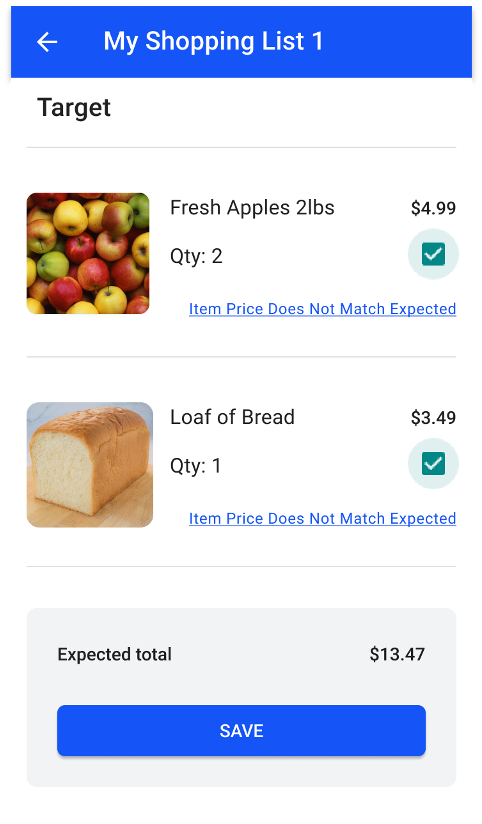 My Shopping List 1
Target
Fresh Apples 2lbs $4.99
Qty: 2
Item Price Does Not Match Expected
Loaf of Bread $3.49
Qty: 1
Item Price Does Not Match Expected
Expected total $13.47
SAVE